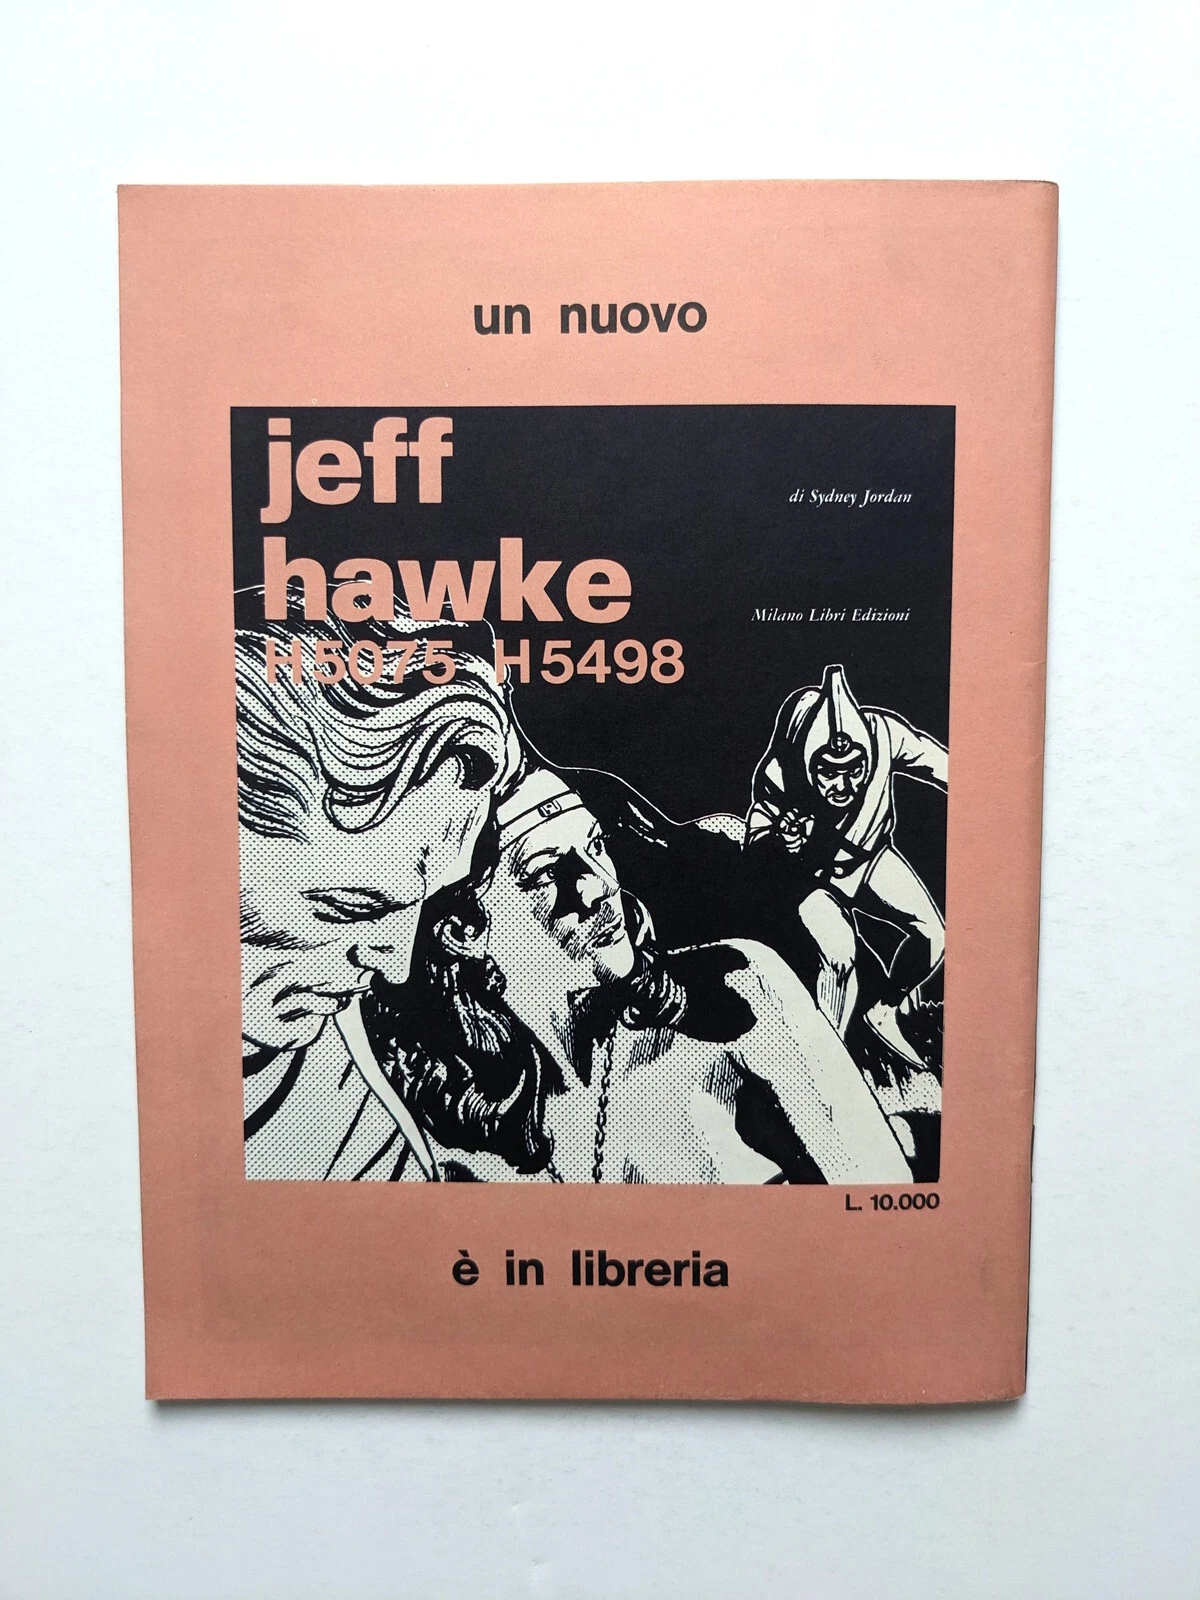 un nuovo
jeff
di Sydney Jordan
hawke
Milano Libri Edizioni
H5075 H5498
L. 10.000
è in libreria